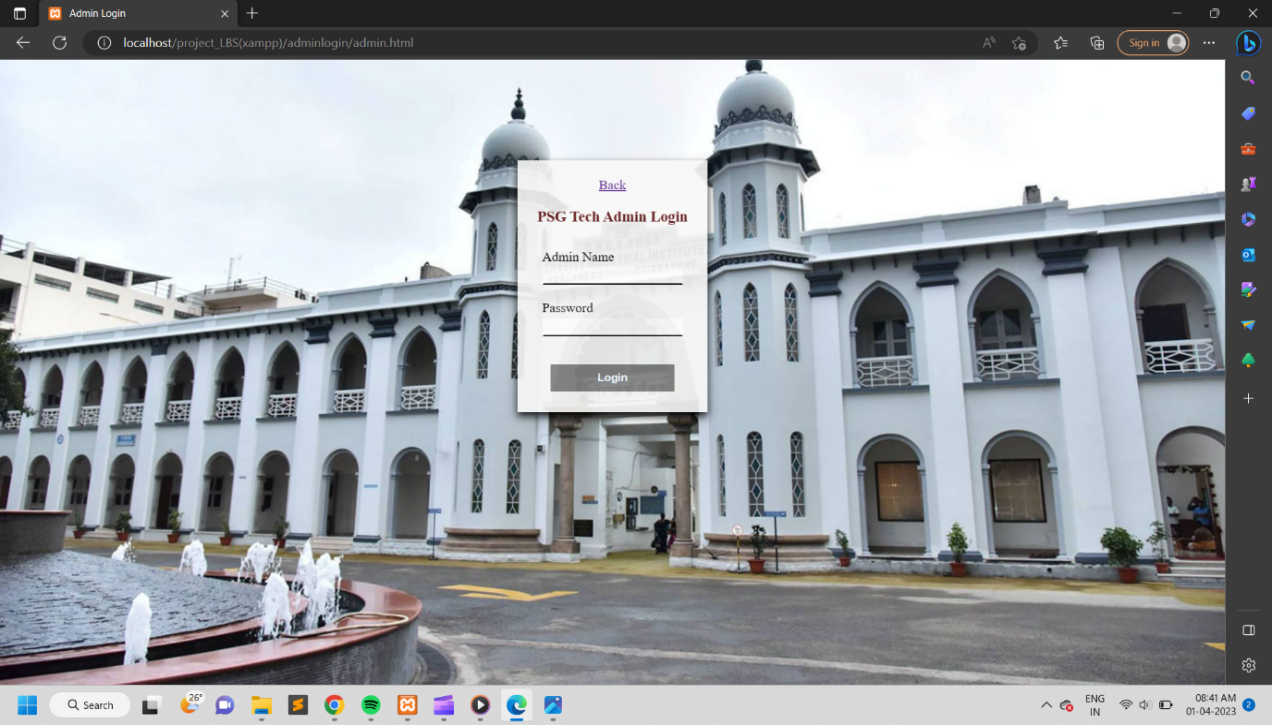 Admin Login
localhost/project_LBS(xampp)/adminlogin/admin.html
Sign in
Back
PSG Tech Admin Login
Admin Name
Password
Login
26°
Search
ENG
IN
08:41 AM
01-04-2023
2